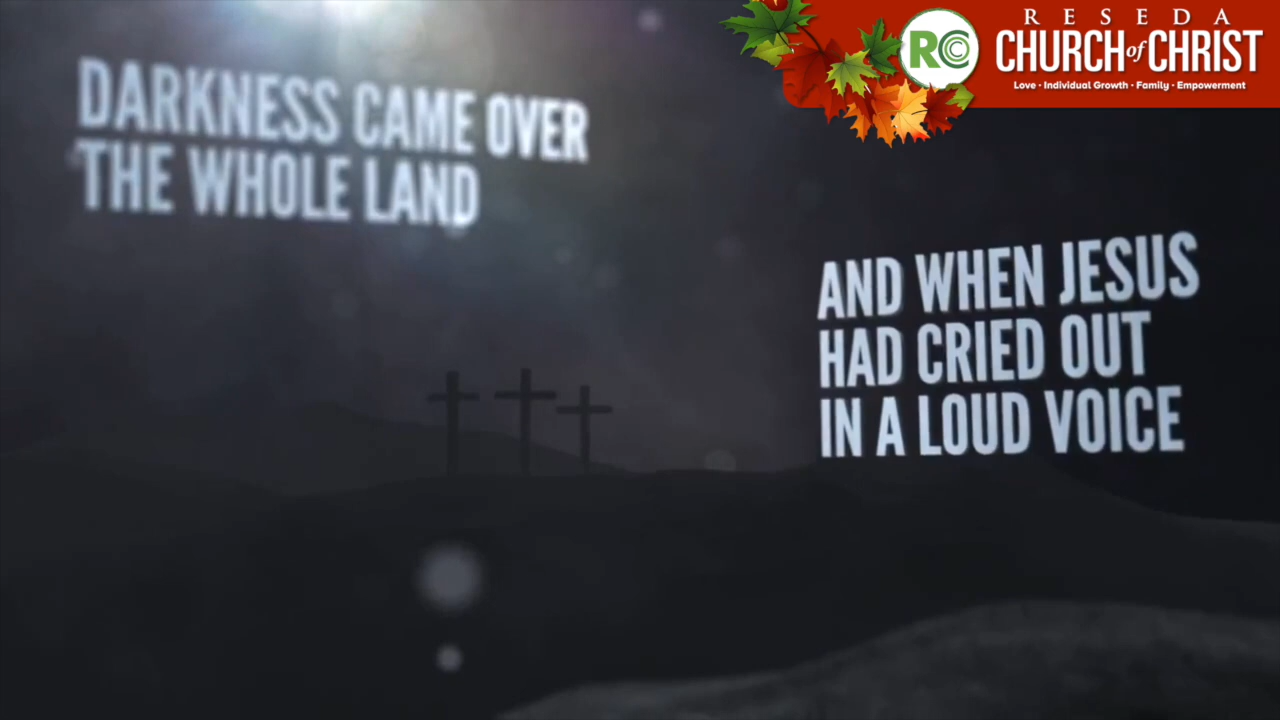 DARKNESS CAME OVER
THE WHOLE LAND
RESEDA
RCC
CHURCH of CHRIST
Love • Individual Growth • Family • Empowerment
AND WHEN JESUS
HAD CRIED OUT
IN A LOUD VOICE